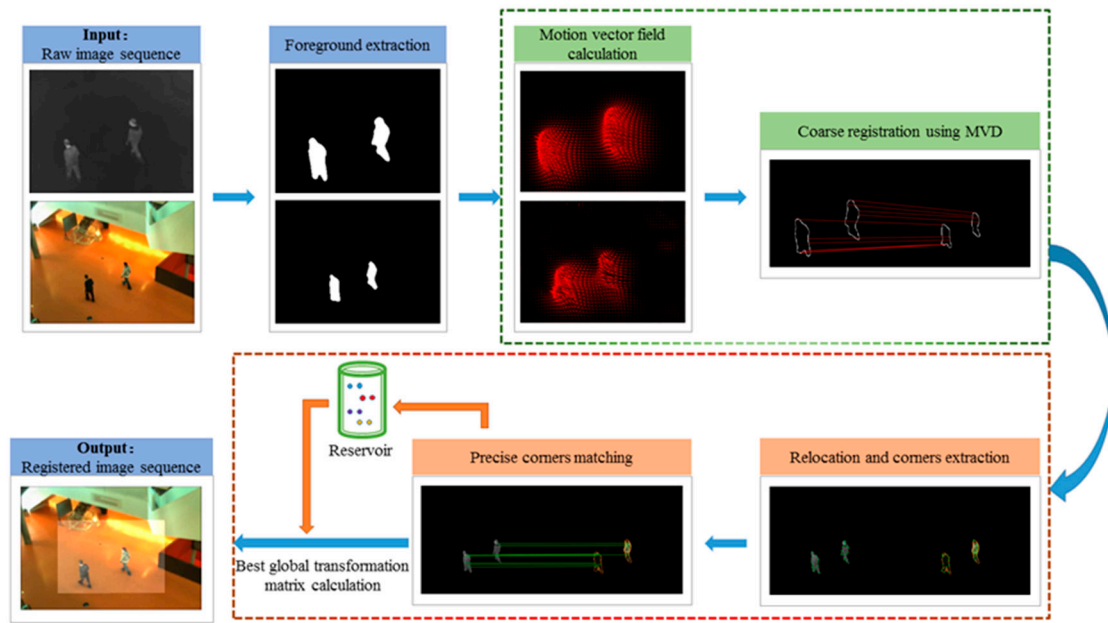 Input：
Raw image sequence
Foreground extraction
Motion vector field
calculation
Coarse registration using MVD
Relocation and corners extraction
Precise corners matching
Reservoir
Best global transformation
matrix calculation
Output：
Registered image sequence